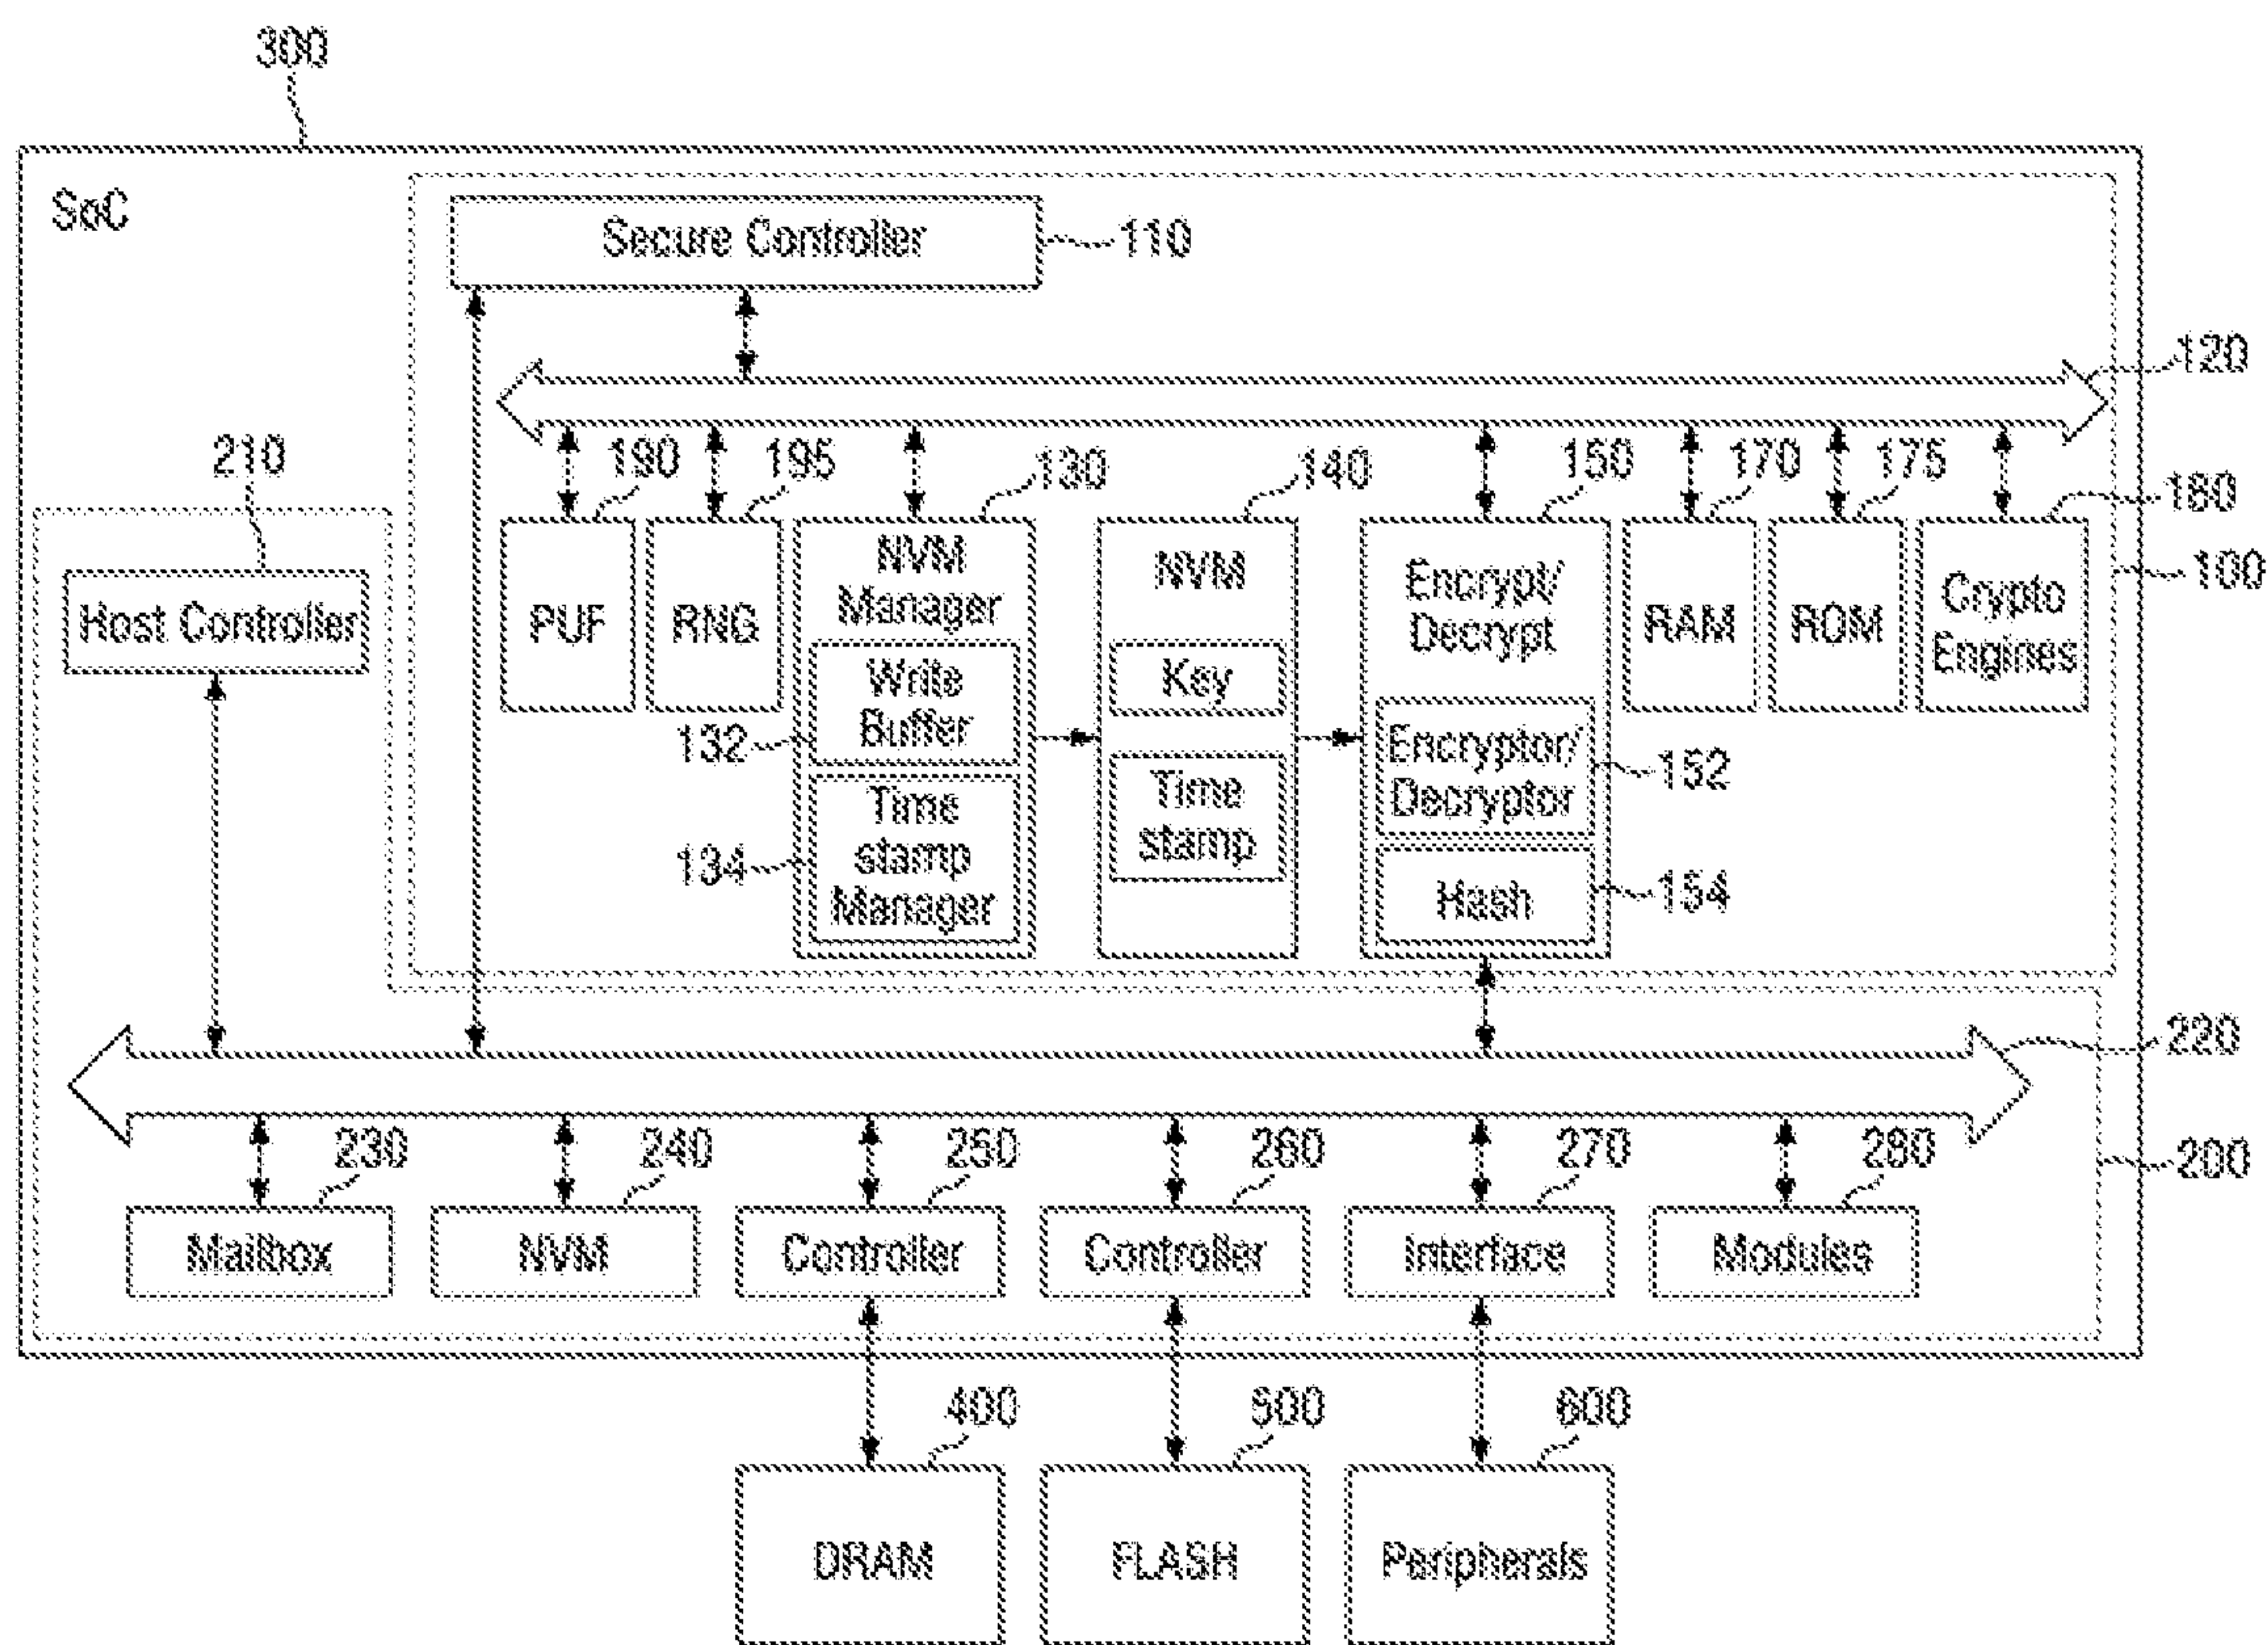 300
SoC
Secure Controller
110
120
210
190
195
130
140
150
170
175
180
100
Host Controller
PUF
RNG
NVM
Manager
Write
Buffer
132
Time
stamp
Manager
134
NVM
Key
Time
stamp
Encrypt/
Decrypt
Encryptor/
Decryptor
152
Hash
154
RAM
ROM
Crypto
Engines
220
230
240
250
260
270
280
200
Mailbox
NVM
Controller
Controller
Interface
Modules
400
500
600
DRAM
FLASH
Peripherals